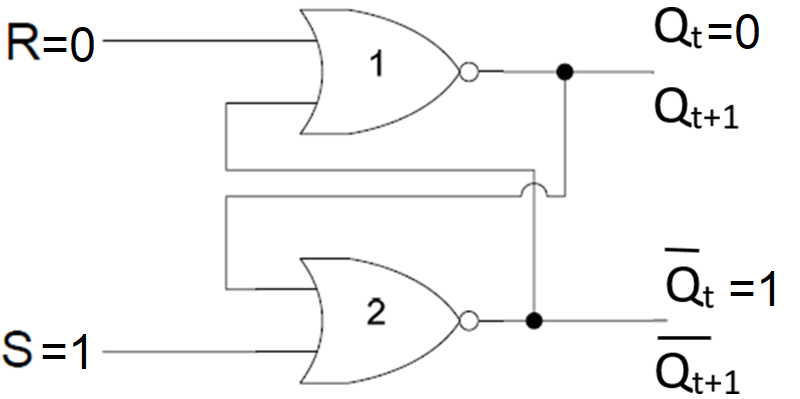 R=0
1
Qt=0
Qt+1
2
Q̅t =1
S=1
Q̅t+1